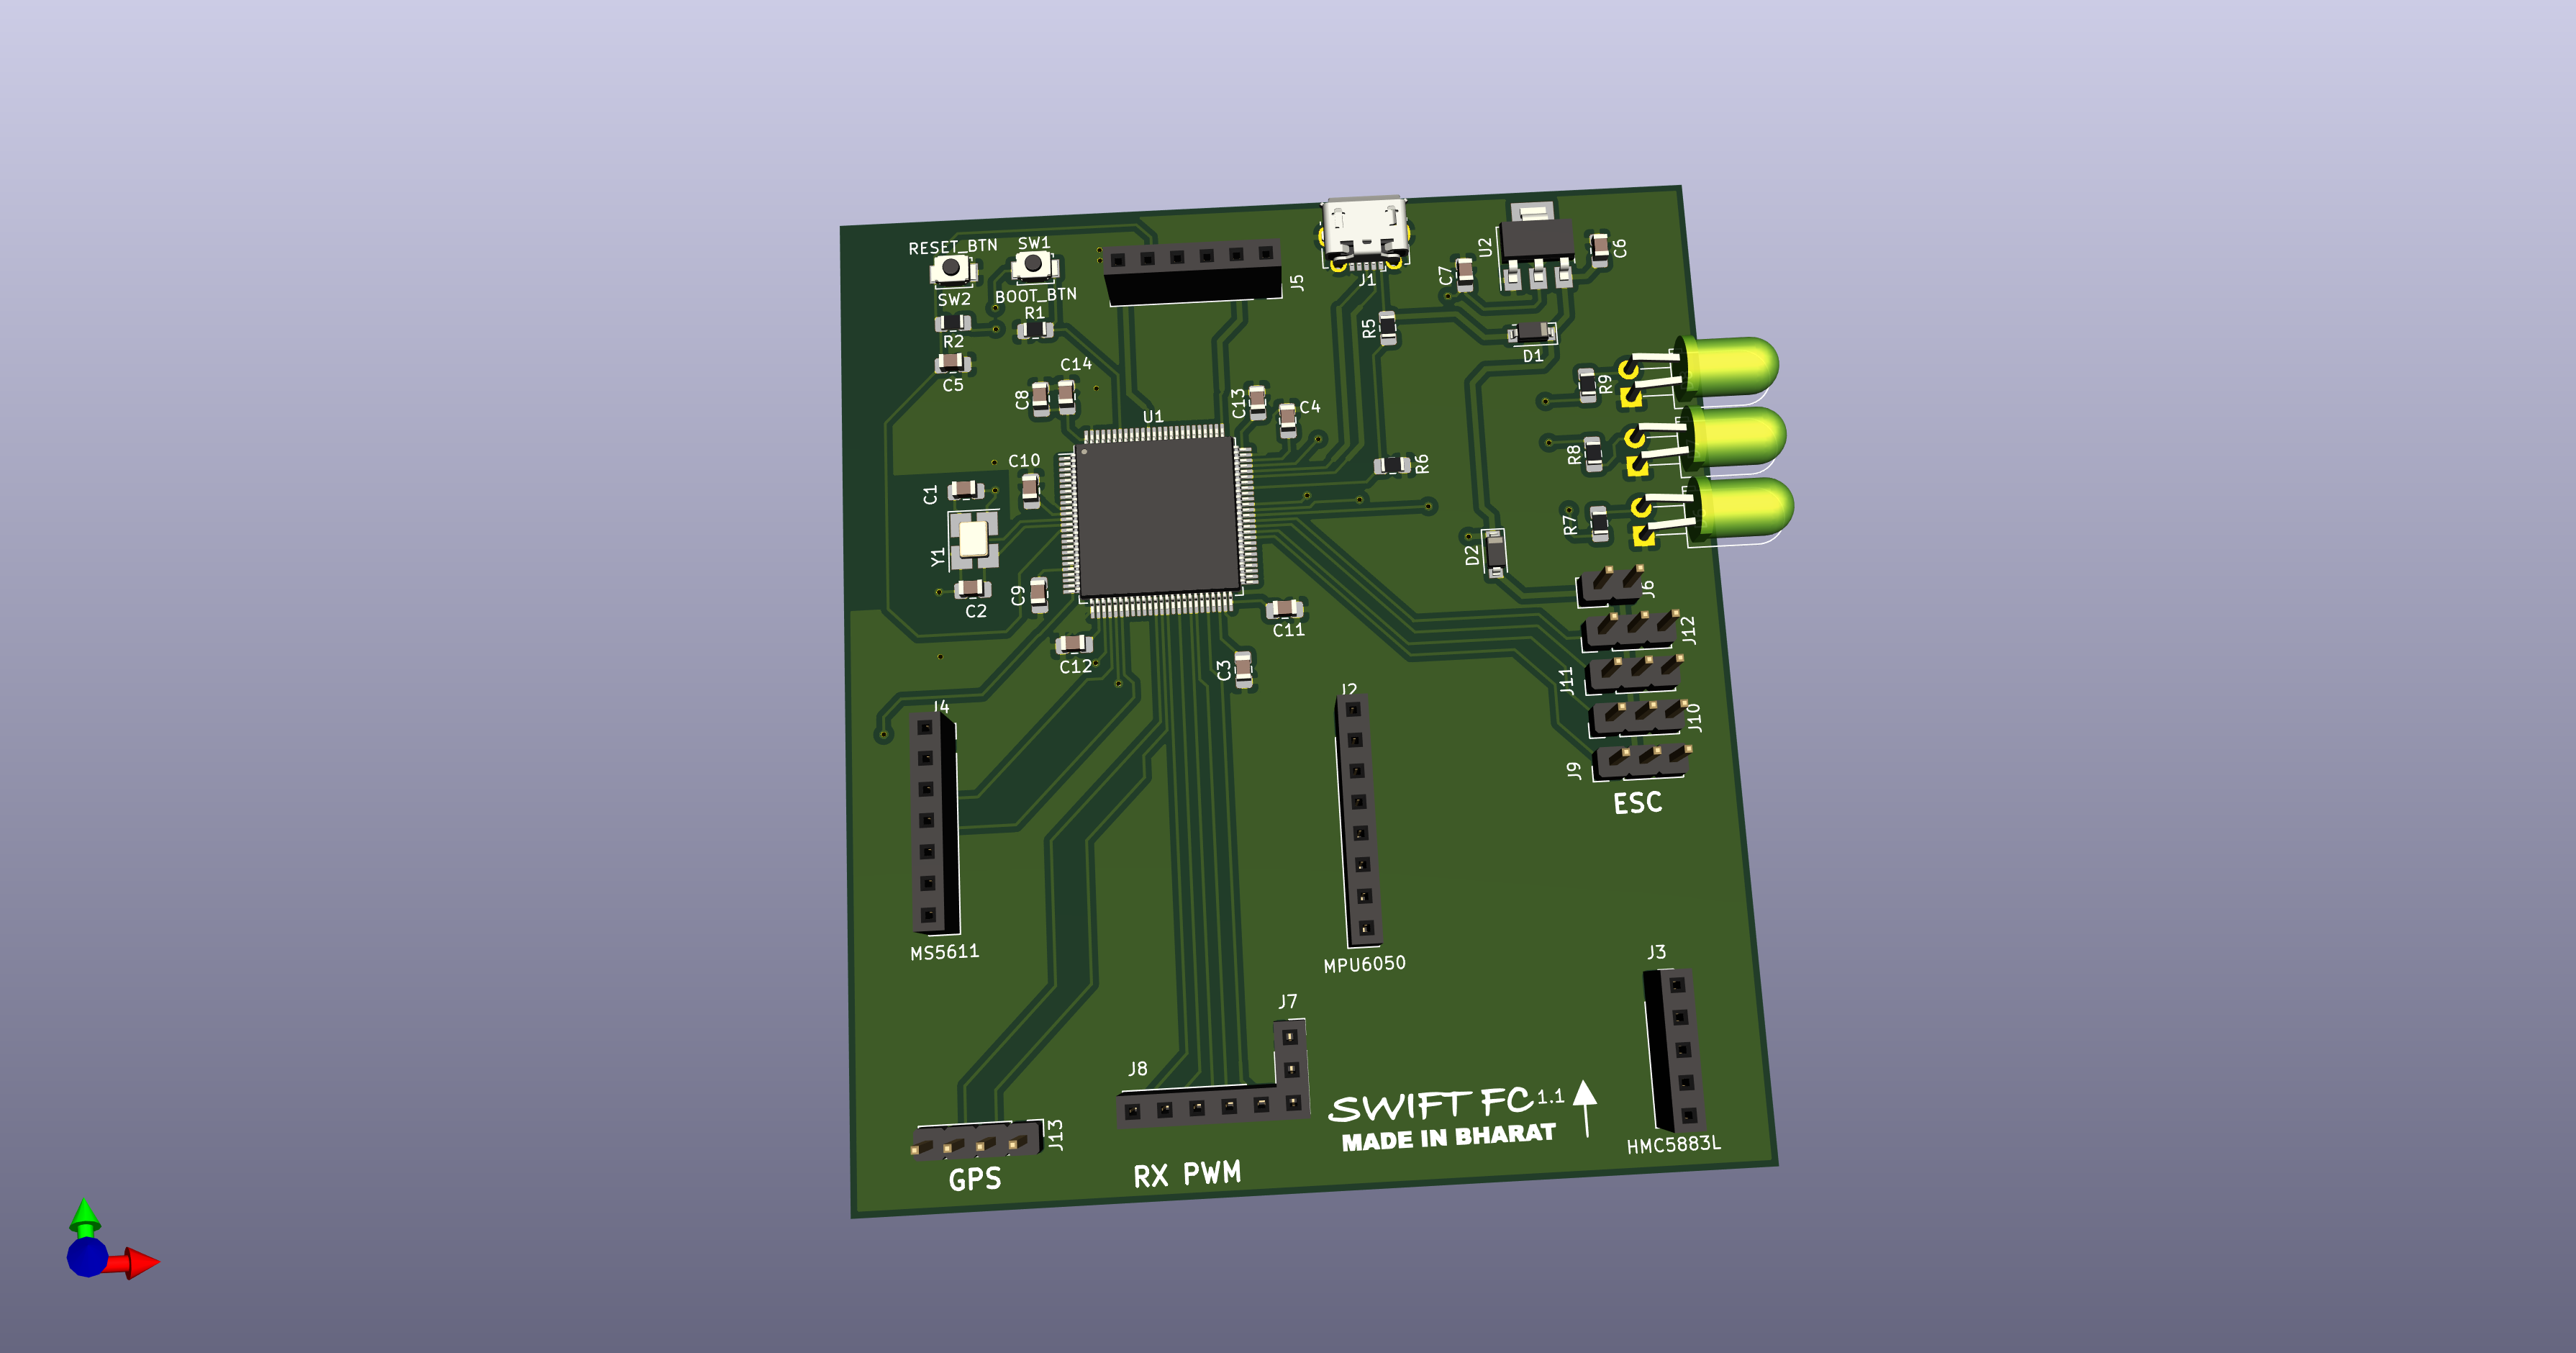 RESET_BTN
SW1
SW2
BOOT_BTN
R1
R2
C5
J5
J1
C7
U2
C6
R5
D1
C14
C8
U1
C13
C4
R9
R8
R7
R6
C10
C1
Y1
C2
C9
C12
C11
C3
D2
J6
J12
J11
J10
J9
ESC
J4
J2
MS5611
MPU6050
J3
J7
J8
SWIFT FC 1.1
MADE IN BHARAT
HMC5883L
J13
GPS
RX PWM